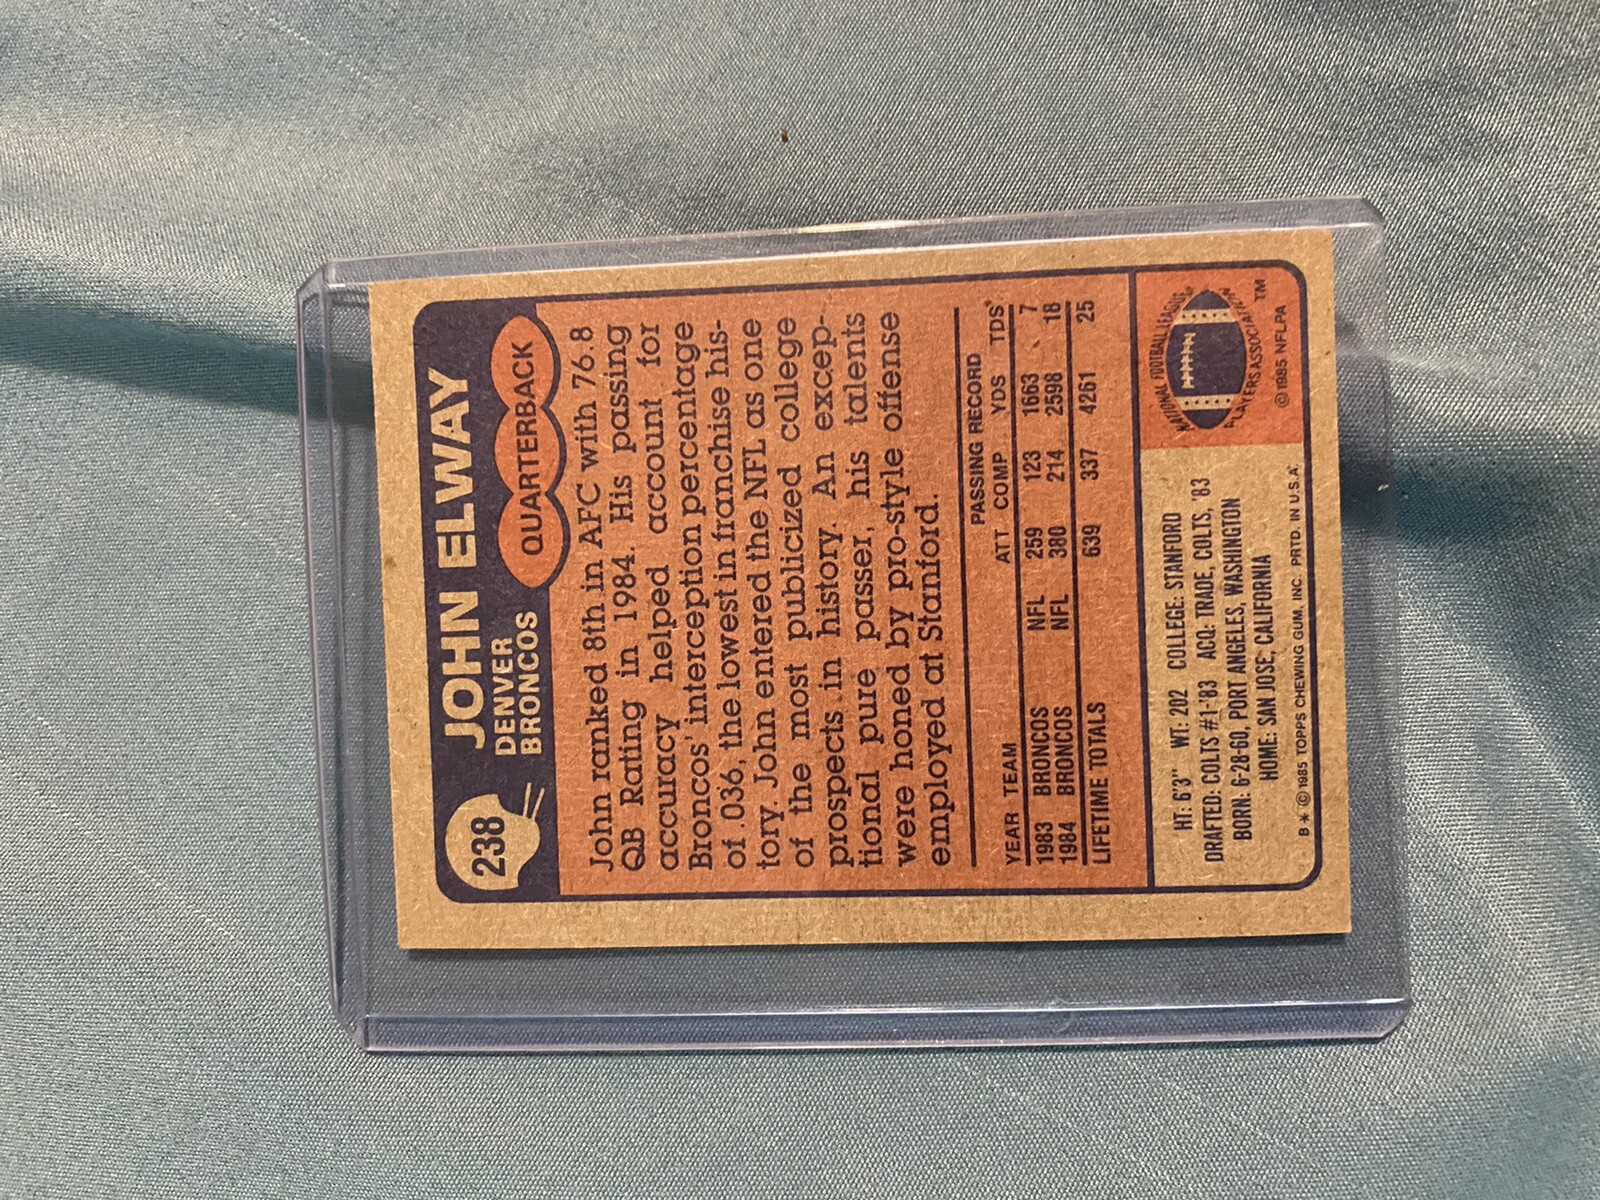 238
JOHN ELWAY
DENVER
BRONCOS
QUARTERBACK
John ranked 8th in AFC with 76.8
QB Rating in 1984. His passing
accuracy helped account for
Broncos' interception percentage
of .036, the lowest in franchise his-
tory. John entered the NFL as one
of the most publicized college
prospects in history. An excep-
tional pure passer, his talents
were honed by pro-style offense
employed at Stanford.
PASSING RECORD
YEAR TEAM ATT COMP YDS TDS
1983 BRONCOS NFL 259 123 1663 7
1984 BRONCOS NFL 380 214 2598 18
LIFETIME TOTALS 639 337 4261 25
HT: 6'3" WT: 202 COLLEGE: STANFORD
DRAFTED: COLTS #1-'83 ACQ: TRADE, COLTS, '83
BORN: 6-28-60, PORT ANGELES, WASHINGTON
HOME: SAN JOSE, CALIFORNIA
B* © 1985 TOPPS CHEWING GUM, INC. PRTD. IN U.S.A.
NATIONAL FOOTBALL LEAGUE
PLAYERS ASSOCIATION
TM
© 1985 NFLPA